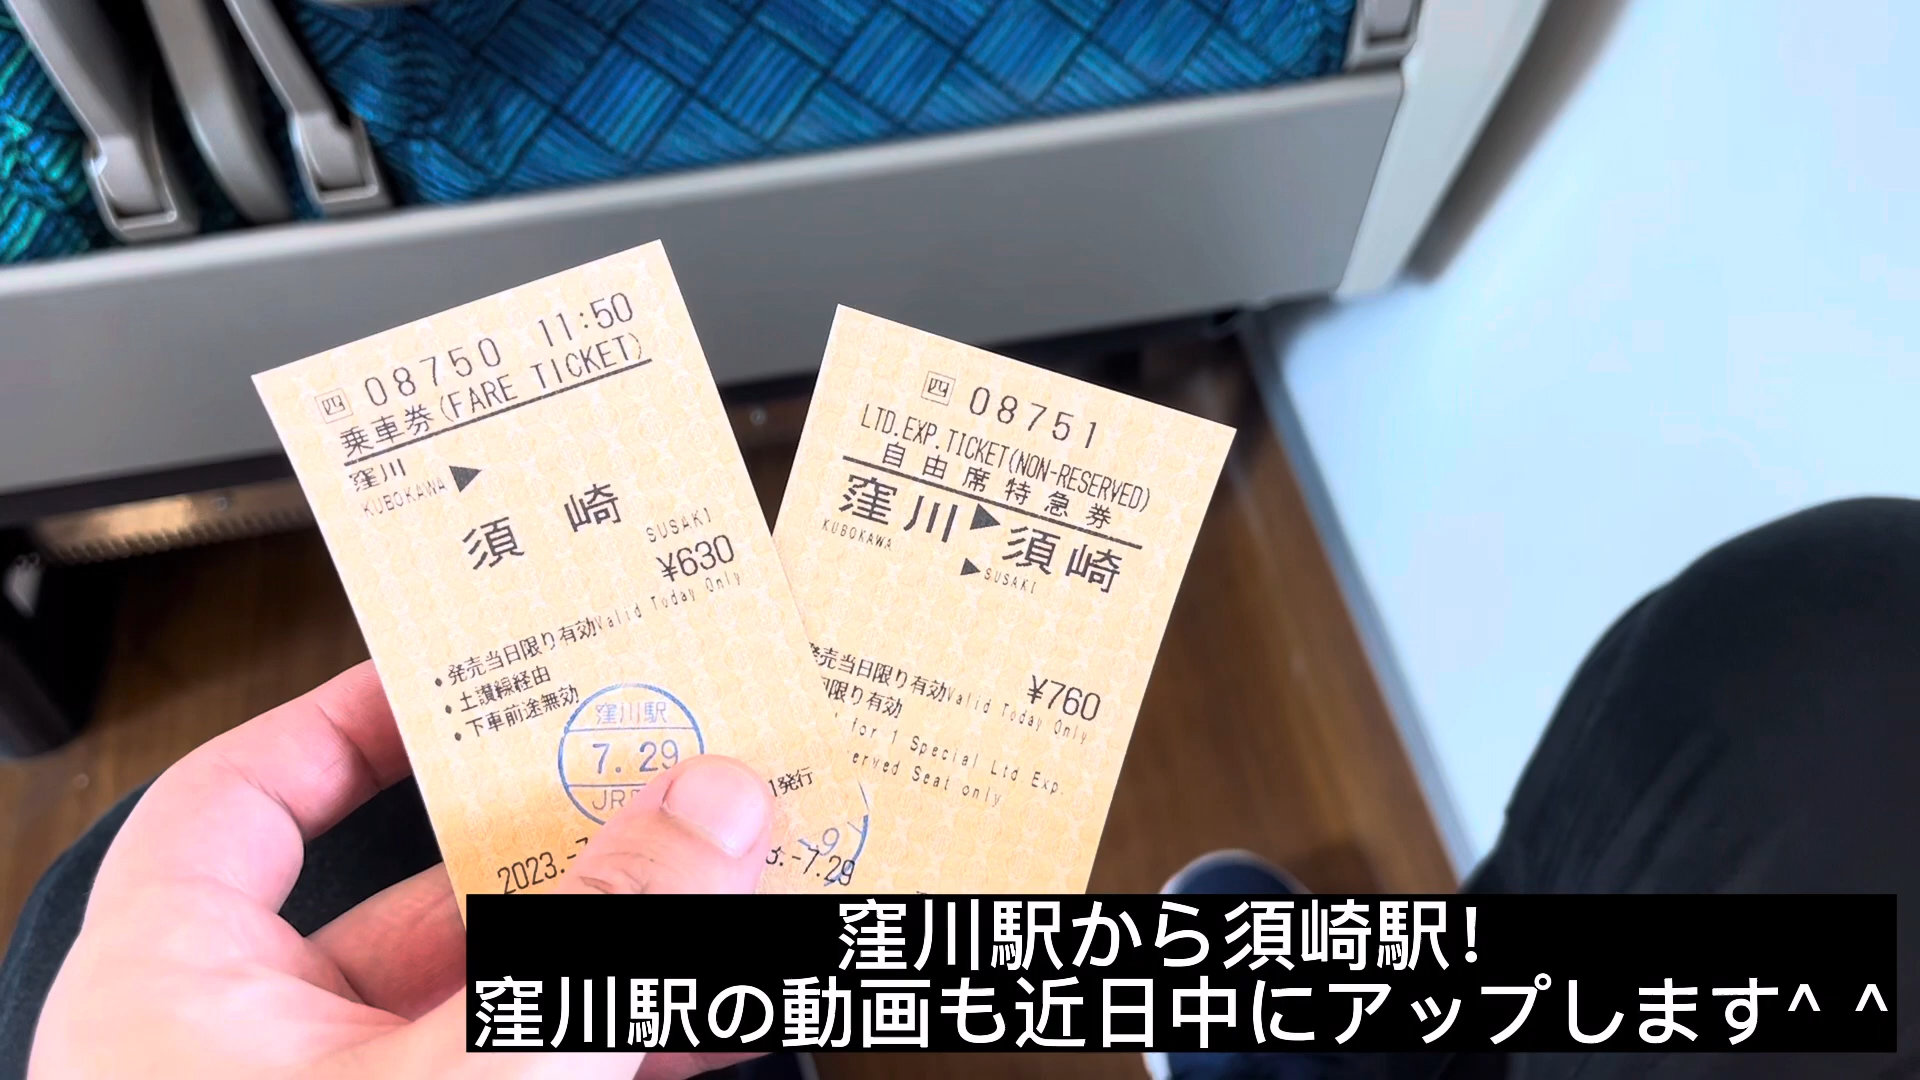 四 08750 11:50
乗車券(FARE TICKET)
窪川
KUBOKAWA
須崎
SUSAKI
¥630
・発売当日限り有効Valid Today Only
・土讃線経由
・下車前途無効
窪川駅
7.29
2023.-7
1発行
四 08751
LTD.EXP.TICKET(NON-RESERVED)
自由席特急券
窪川▶須崎
KUBOKAWA
▶SUSAKI
¥760
発売当日限り有効Valid Today Only
限り有効
for 1 Special Ltd Exp.
erved Seat only
-7.29
窪川駅から須崎駅!
窪川駅の動画も近日中にアップします^ ^